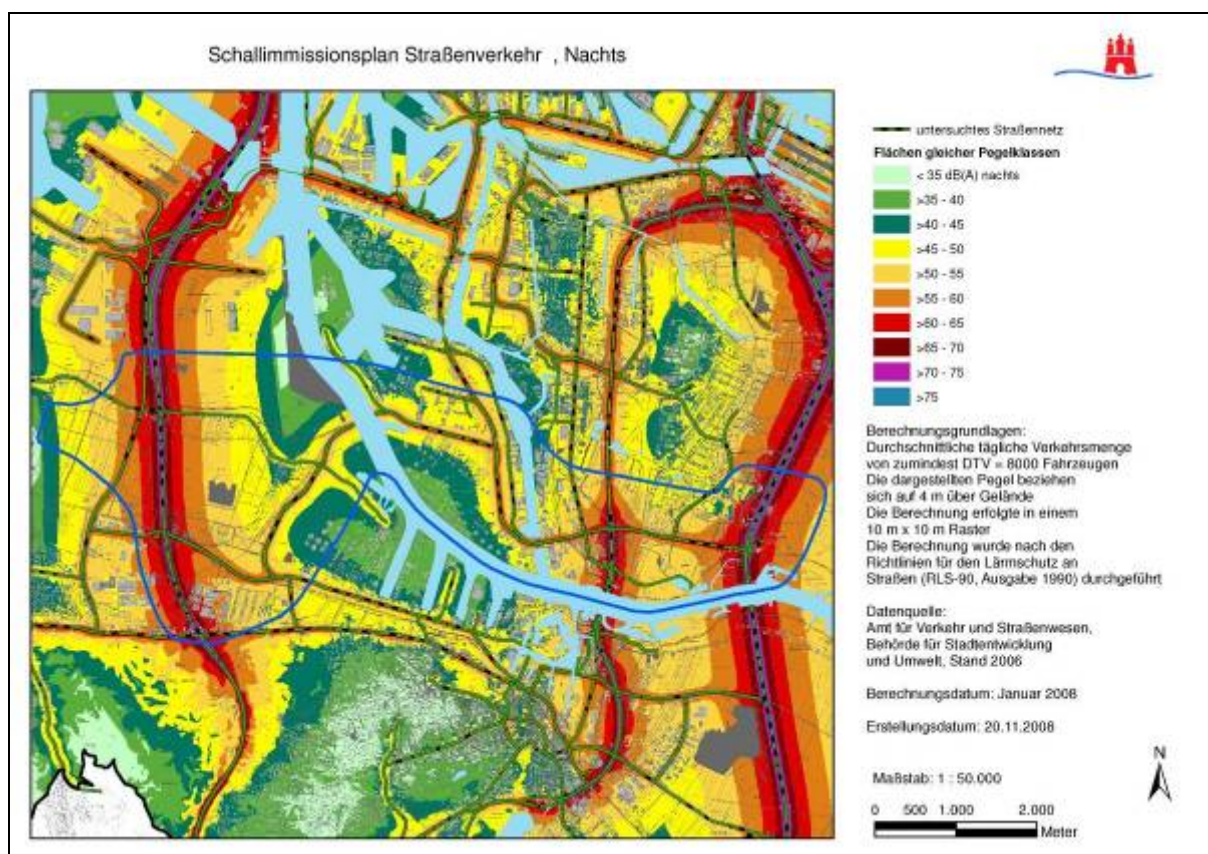 Schallimmissionsplan Straßenverkehr , Nachts
untersuchtes Straßennetz
Flächen gleicher Pegelklassen
< 35 dB(A) nachts
>35 - 40
>40 - 45
>45 - 50
>50 - 55
>55 - 60
>60 - 65
>65 - 70
>70 - 75
>75
Berechnungsgrundlagen:
Durchschnittliche tägliche Verkehrsmenge
von zumindest DTV = 8000 Fahrzeugen
Die dargestellten Pegel beziehen
sich auf 4 m über Gelände
Die Berechnung erfolgte in einem
10 m x 10 m Raster
Die Berechnung wurde nach den
Richtlinien für den Lärmschutz an
Straßen (RLS-90, Ausgabe 1990) durchgeführt
Datenquelle:
Amt für Verkehr und Straßenwesen,
Behörde für Stadtentwicklung
und Umwelt, Stand 2006
Berechnungsdatum: Januar 2008
Erstellungsdatum: 20.11.2008
N
Maßstab: 1 : 50.000
0 500 1.000 2.000
Meter